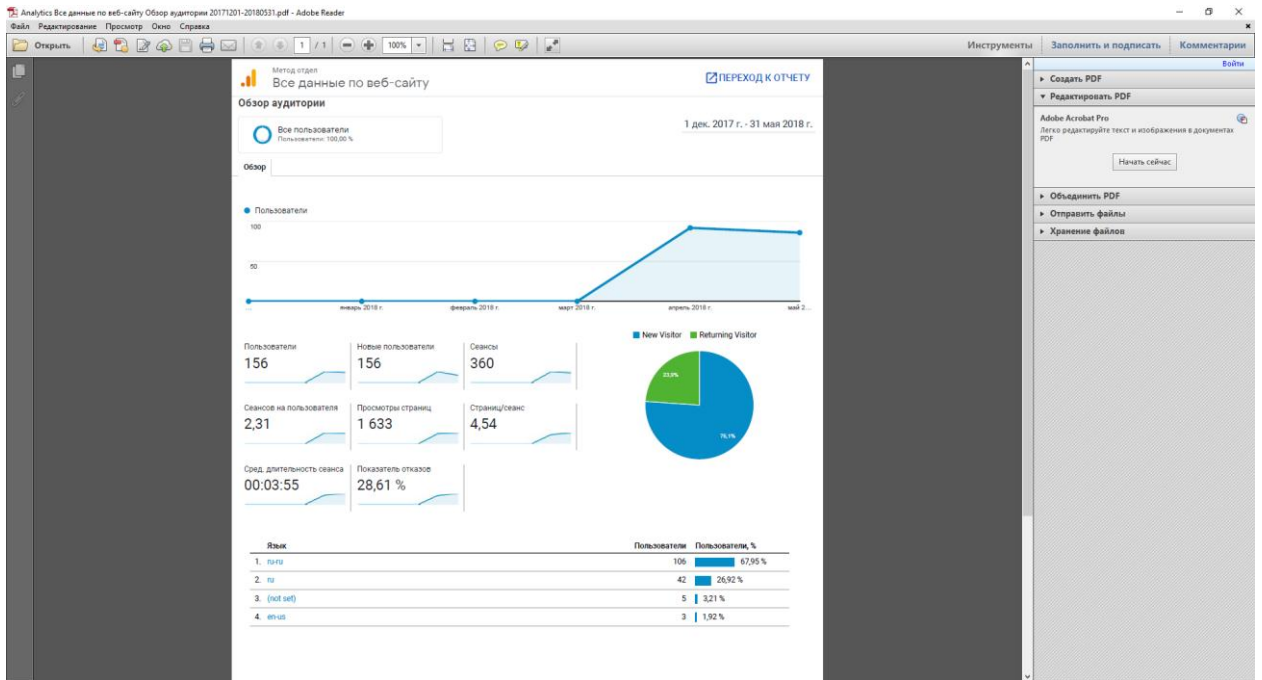 Analytics Все данные по веб-сайту Обзор аудитории 20171201-20180531.pdf - Adobe Reader
Файл Редактирование Просмотр Окно Справка
Открыть 1 / 1 100% Инструменты Заполнить и подписать Комментарии
Войти
Создать PDF
Редактировать PDF
Adobe Acrobat Pro
Легко редактируйте текст и изображения в документах
PDF
Начать сейчас
Объединить PDF
Отправить файлы
Хранение файлов
Метод отдел
Все данные по веб-сайту
ПЕРЕХОД К ОТЧЕТУ
Обзор аудитории
Все пользователи
Пользователи: 100,00 %
1 дек. 2017 г. - 31 мая 2018 г.
Обзор
Пользователи
100
50
... январь 2018 г. февраль 2018 г. март 2018 г. апрель 2018 г. май 2...
New Visitor Returning Visitor
Пользователи Новые пользователи Сеансы
156 156 360
23,9%
Сеансов на пользователя Просмотры страниц Страниц/сеанс
2,31 1 633 4,54
76,1%
Сред. длительность сеанса Показатель отказов
00:03:55 28,61 %
Язык Пользователи Пользователи, %
1. ru-ru 106 67,95 %
2. ru 42 26,92 %
3. (not set) 5 3,21 %
4. en-us 3 1,92 %